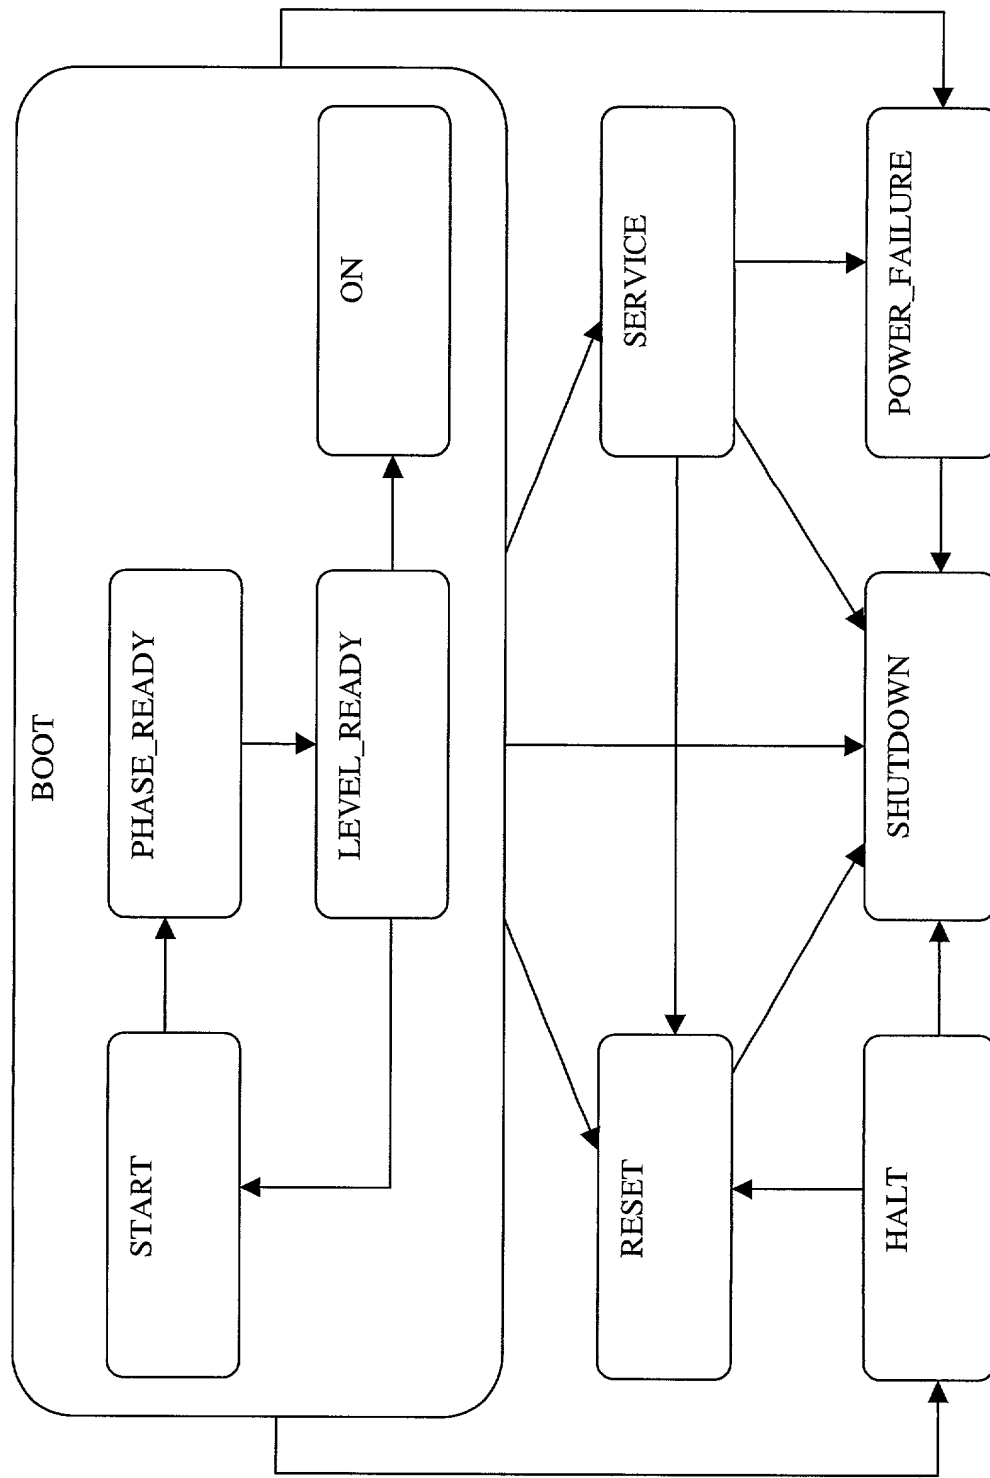 BOOT
START
PHASE_READY
LEVEL_READY
ON
RESET
SERVICE
HALT
SHUTDOWN
POWER_FAILURE